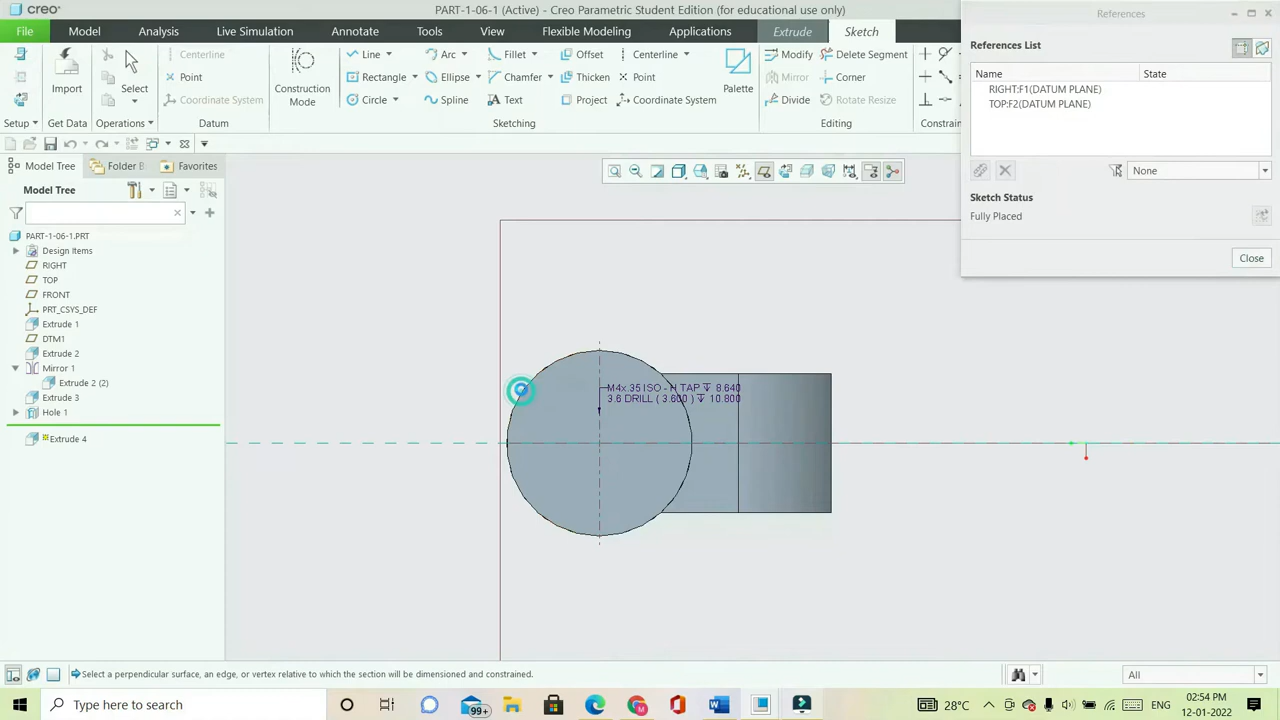 creo
PART-1-06-1 (Active) - Creo Parametric Student Edition (for educational use only)
References
File
Model
Analysis
Live Simulation
Annotate
Tools
View
Flexible Modeling
Applications
Extrude
Sketch
References List
Import
Select
Centerline
Point
Coordinate System
Construction
Mode
Line
Rectangle
Circle
Arc
Ellipse
Spline
Fillet
Chamfer
Text
Offset
Thicken
Project
Centerline
Point
Coordinate System
Palette
Modify
Mirror
Divide
Delete Segment
Corner
Rotate Resize
Setup
Get Data
Operations
Datum
Sketching
Editing
Constrain
Name
State
RIGHT:F1(DATUM PLANE)
TOP:F2(DATUM PLANE)
None
Sketch Status
Fully Placed
Close
Model Tree
Folder B
Favorites
Model Tree
PART-1-06-1.PRT
Design Items
RIGHT
TOP
FRONT
PRT_CSYS_DEF
Extrude 1
DTM1
Extrude 2
Mirror 1
Extrude 2 (2)
Extrude 3
Hole 1
Extrude 4
M4x.35 ISO - H TAP ↧ 8.640
3.6 DRILL ( 3.600 ) ↧ 10.800
Select a perpendicular surface, an edge, or vertex relative to which the section will be dimensioned and constrained.
All
Type here to search
99+
28°C
ENG
02:54 PM
12-01-2022